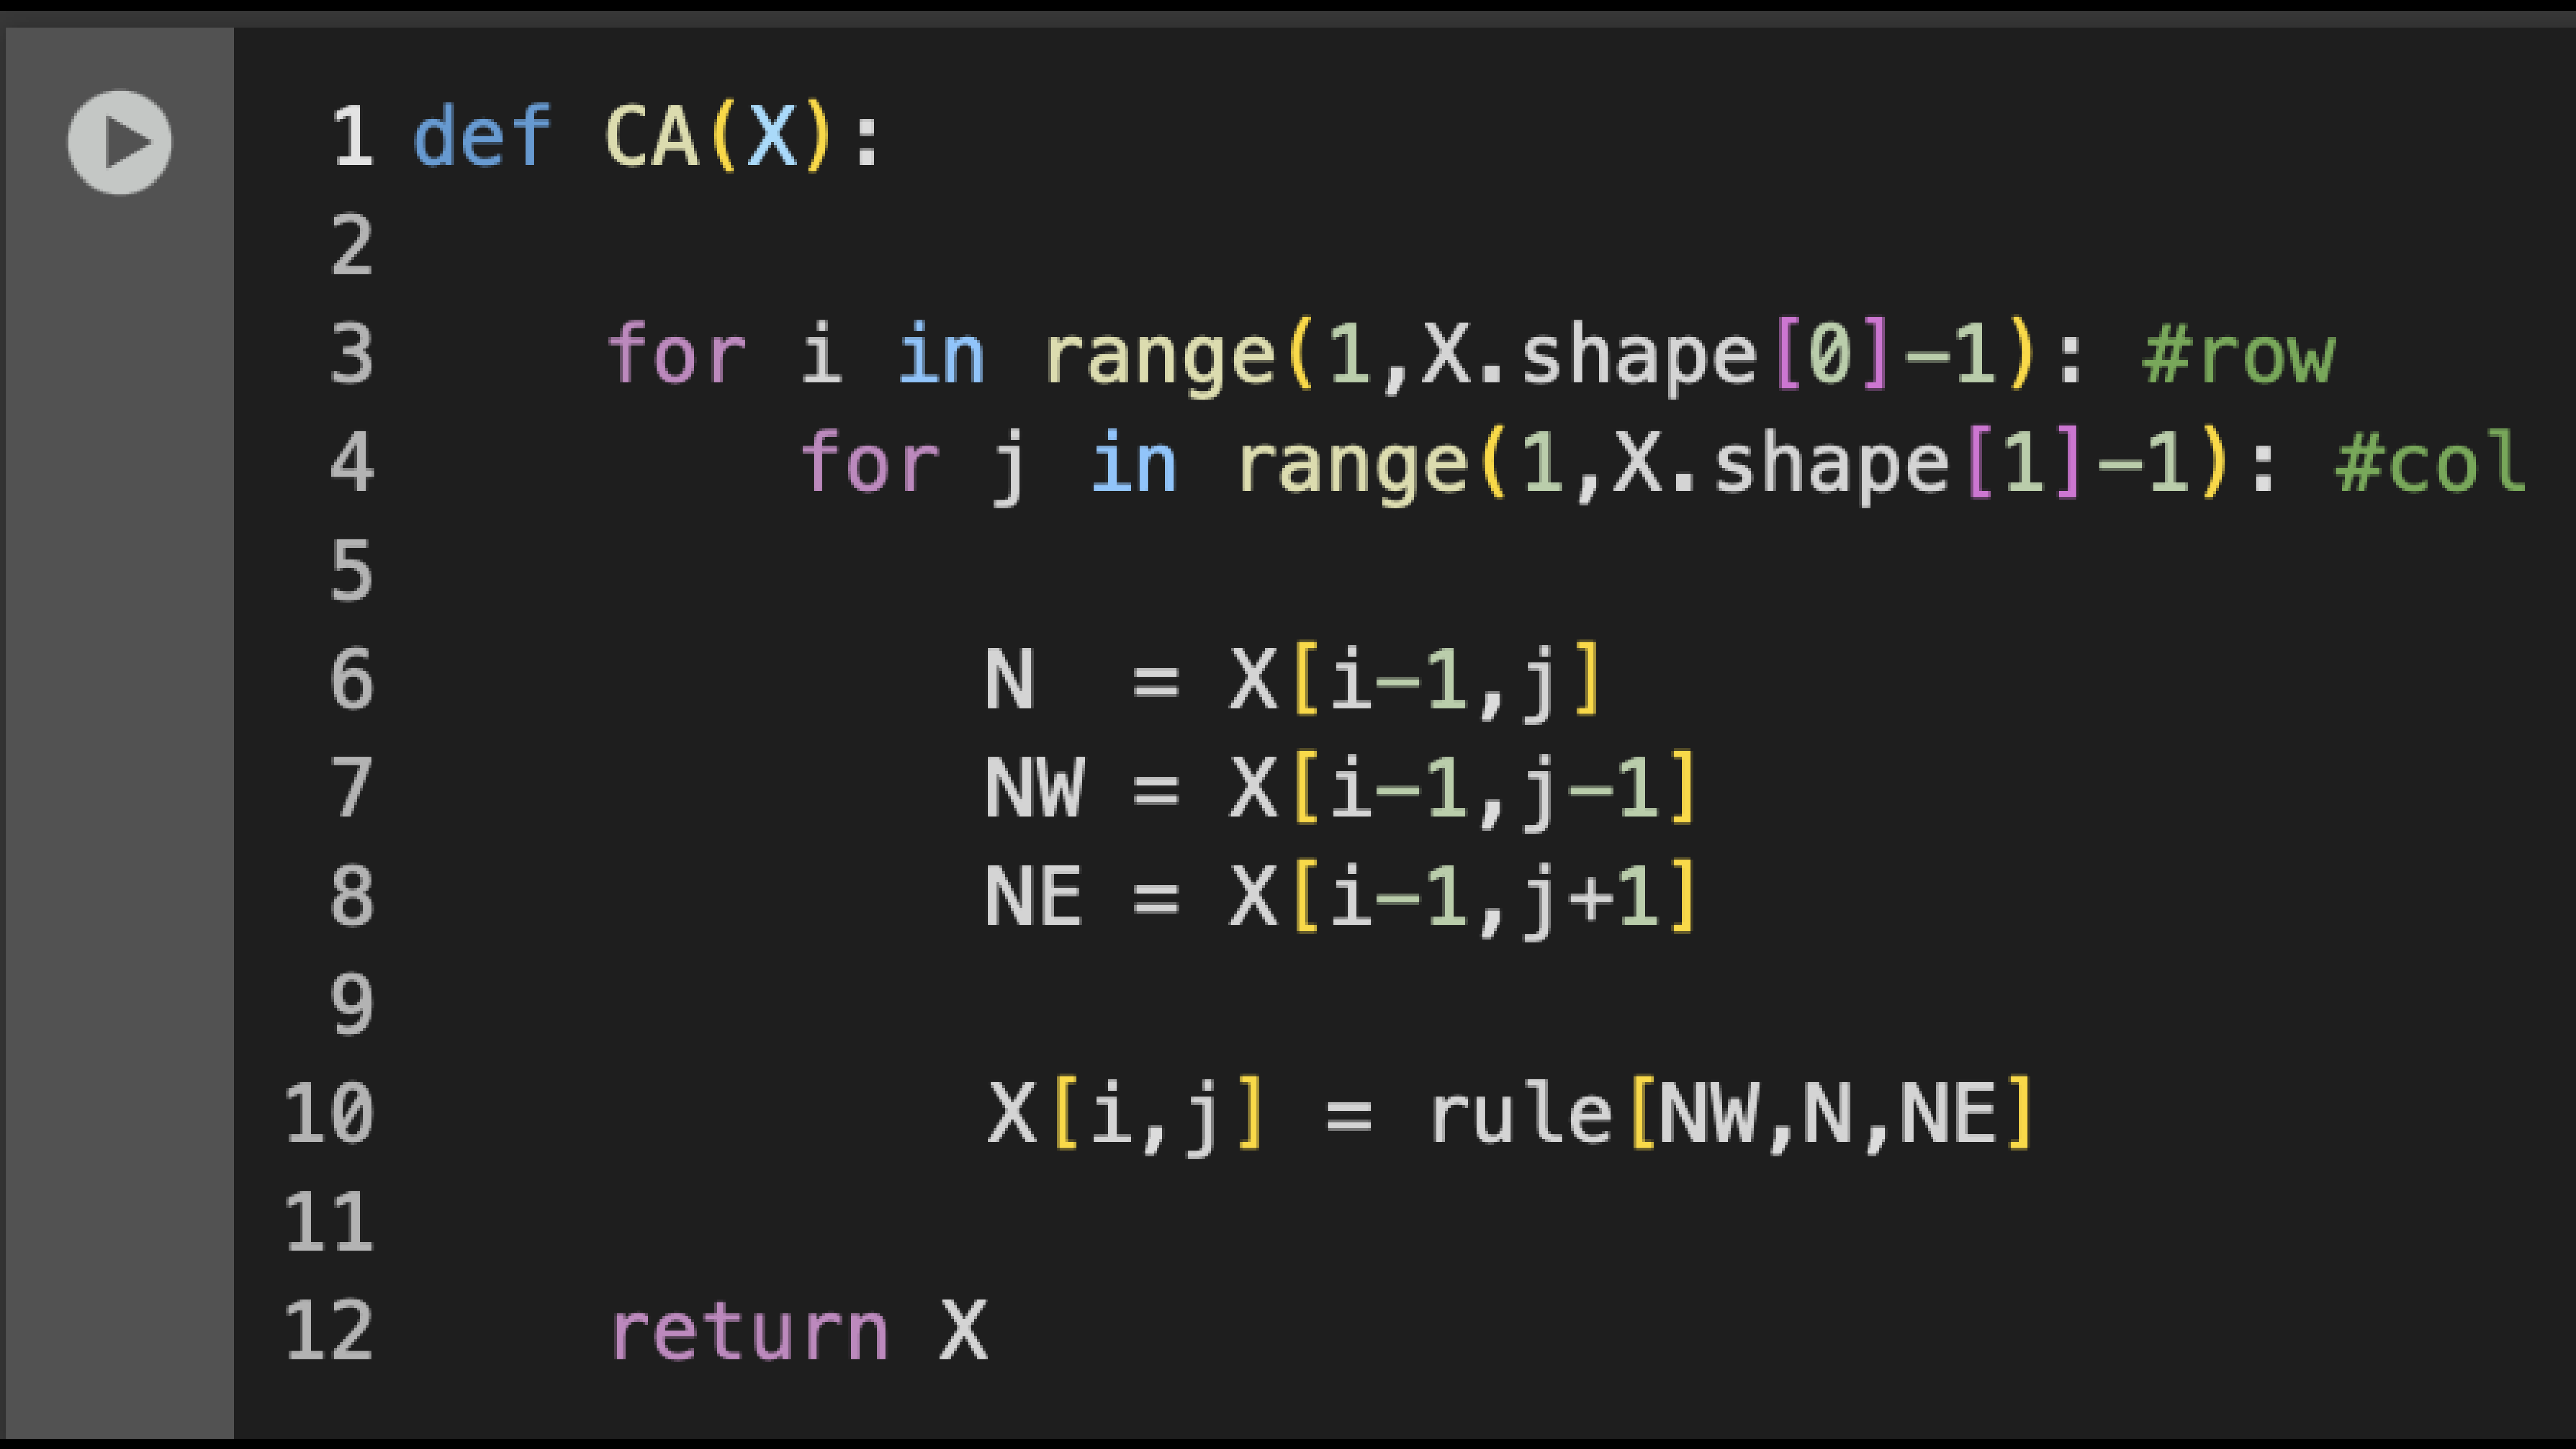 1 def CA(X):
2
3     for i in range(1,X.shape[0]-1): #row
4         for j in range(1,X.shape[1]-1): #col
5
6             N  = X[i-1,j]
7             NW = X[i-1,j-1]
8             NE = X[i-1,j+1]
9
10             X[i,j] = rule[NW,N,NE]
11
12     return X